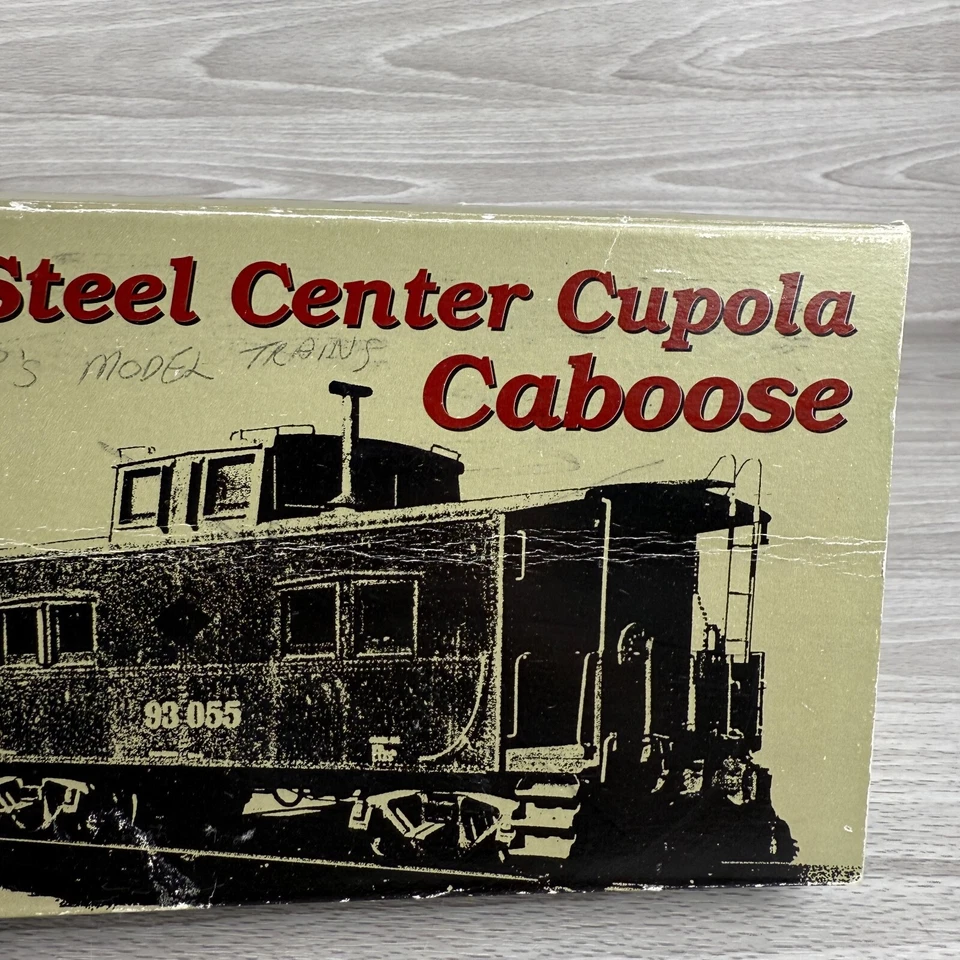 Steel Center Cupola
'S MODEL TRAINS
Caboose
93 055